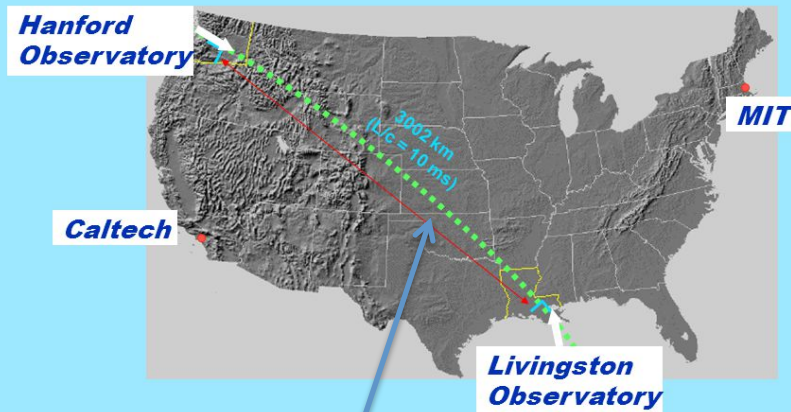 Hanford
Observatory
3002 km
(L/c = 10 ms)
MIT
Caltech
Livingston
Observatory